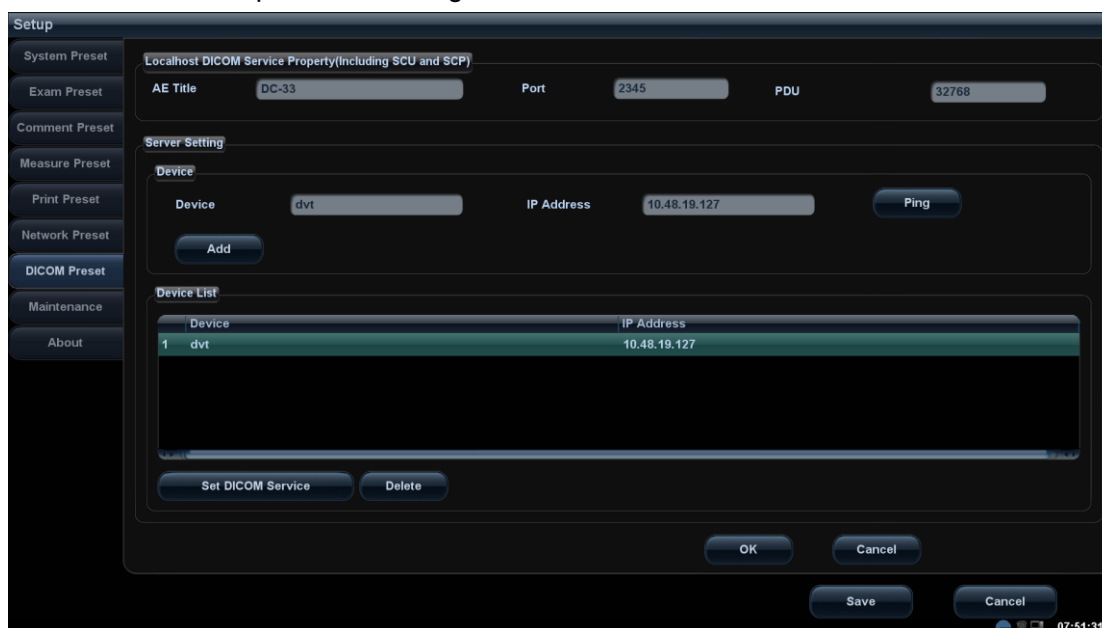 Setup
System Preset
Exam Preset
Comment Preset
Measure Preset
Print Preset
Network Preset
DICOM Preset
Maintenance
About
Localhost DICOM Service Property(Including SCU and SCP)
AE Title DC-33 Port 2345 PDU 32768
Server Setting
Device
Device dvt IP Address 10.48.19.127 Ping
Add
Device List
Device IP Address
1 dvt 10.48.19.127
Set DICOM Service Delete
OK Cancel
Save Cancel
07:51:31